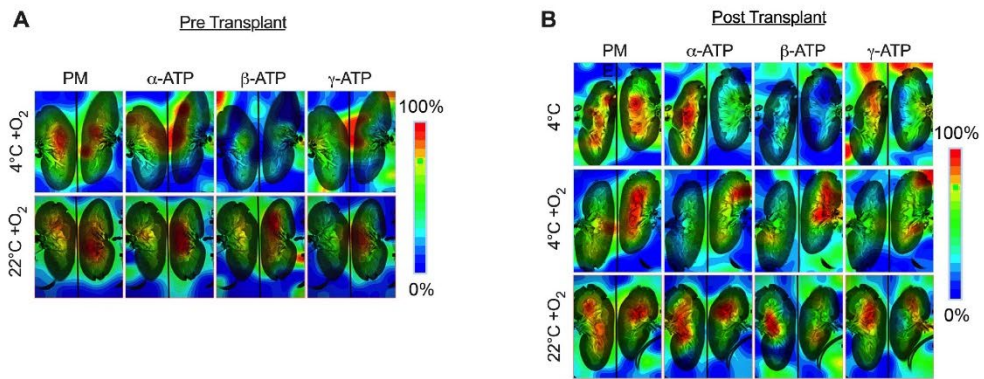 A
Pre Transplant
PM α-ATP β-ATP γ-ATP
4°C +O₂
22°C +O₂
100%
0%
B
Post Transplant
PM α-ATP β-ATP γ-ATP
E
4°C
4°C +O₂
22°C +O₂
100%
0%